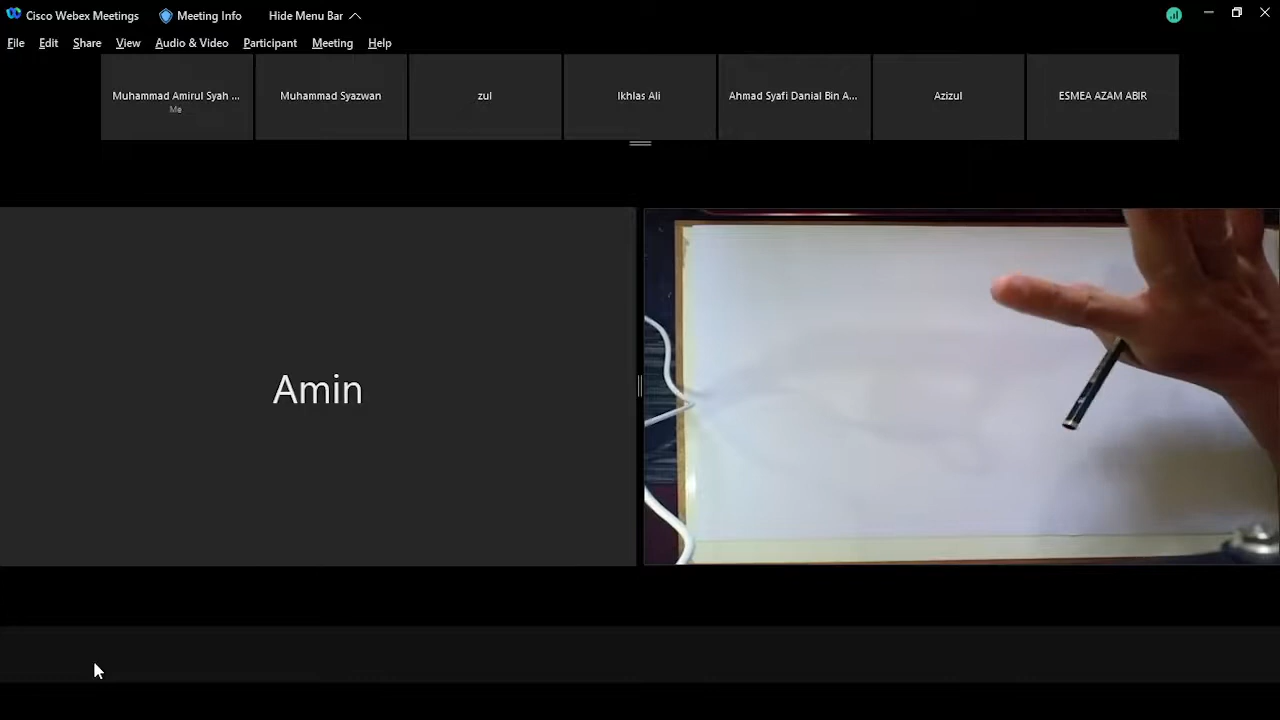 Cisco Webex Meetings Meeting Info Hide Menu Bar
File Edit Share View Audio & Video Participant Meeting Help
Muhammad Amirul Syah ... Muhammad Syazwan zul Ikhlas Ali Ahmad Syafi Danial Bin A... Azizul ESMEA AZAM ABIR
Me
Amin